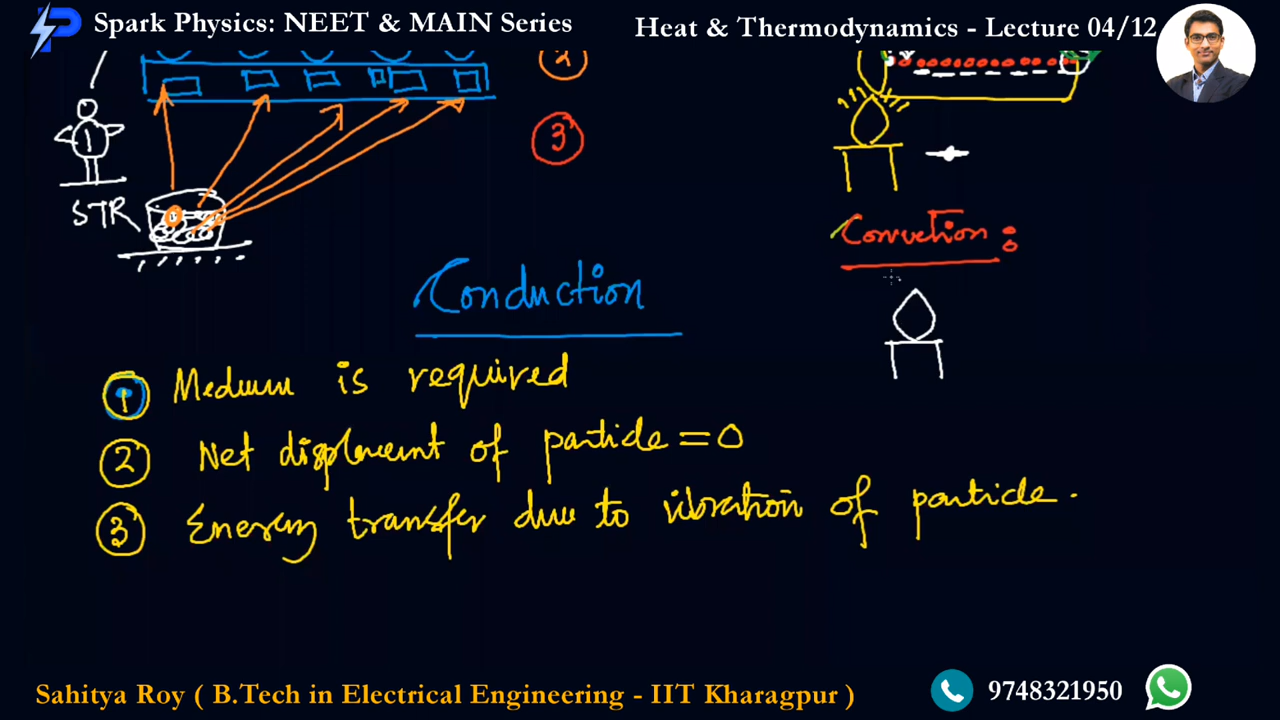 Spark Physics: NEET & MAIN Series
Heat & Thermodynamics - Lecture 04/12
2
3
1
STR
Convection:
Conduction
1 Medium is required
2 Net displacement of particle = 0
3 Energy transfer due to vibration of particle.
Sahitya Roy ( B.Tech in Electrical Engineering - IIT Kharagpur )
9748321950